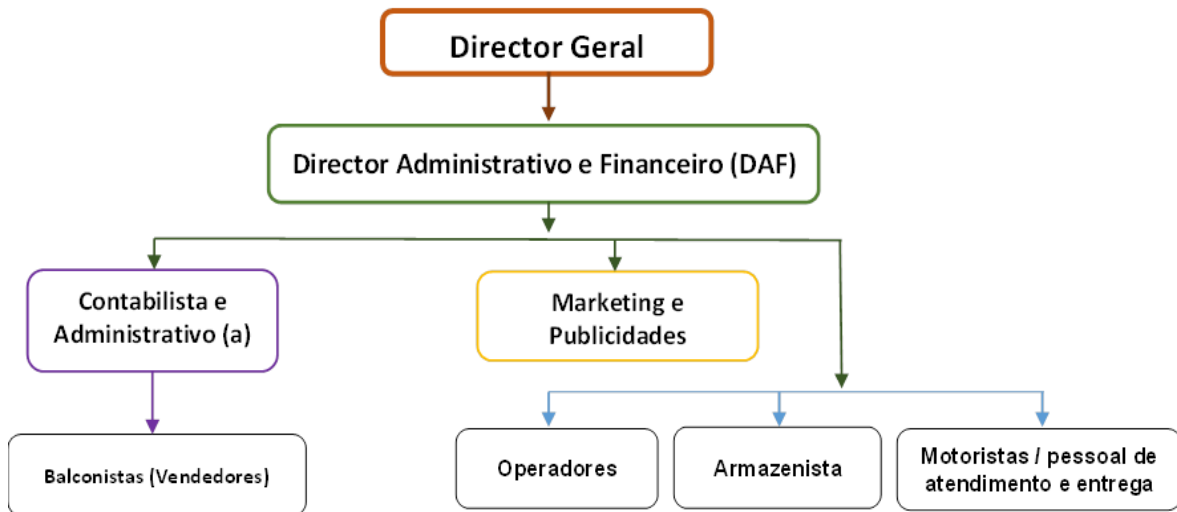 Director Geral
Director Administrativo e Financeiro (DAF)
Contabilista e
Administrativo (a)
Marketing e
Publicidades
Balconistas (Vendedores)
Operadores
Armazenista
Motoristas / pessoal de
atendimento e entrega